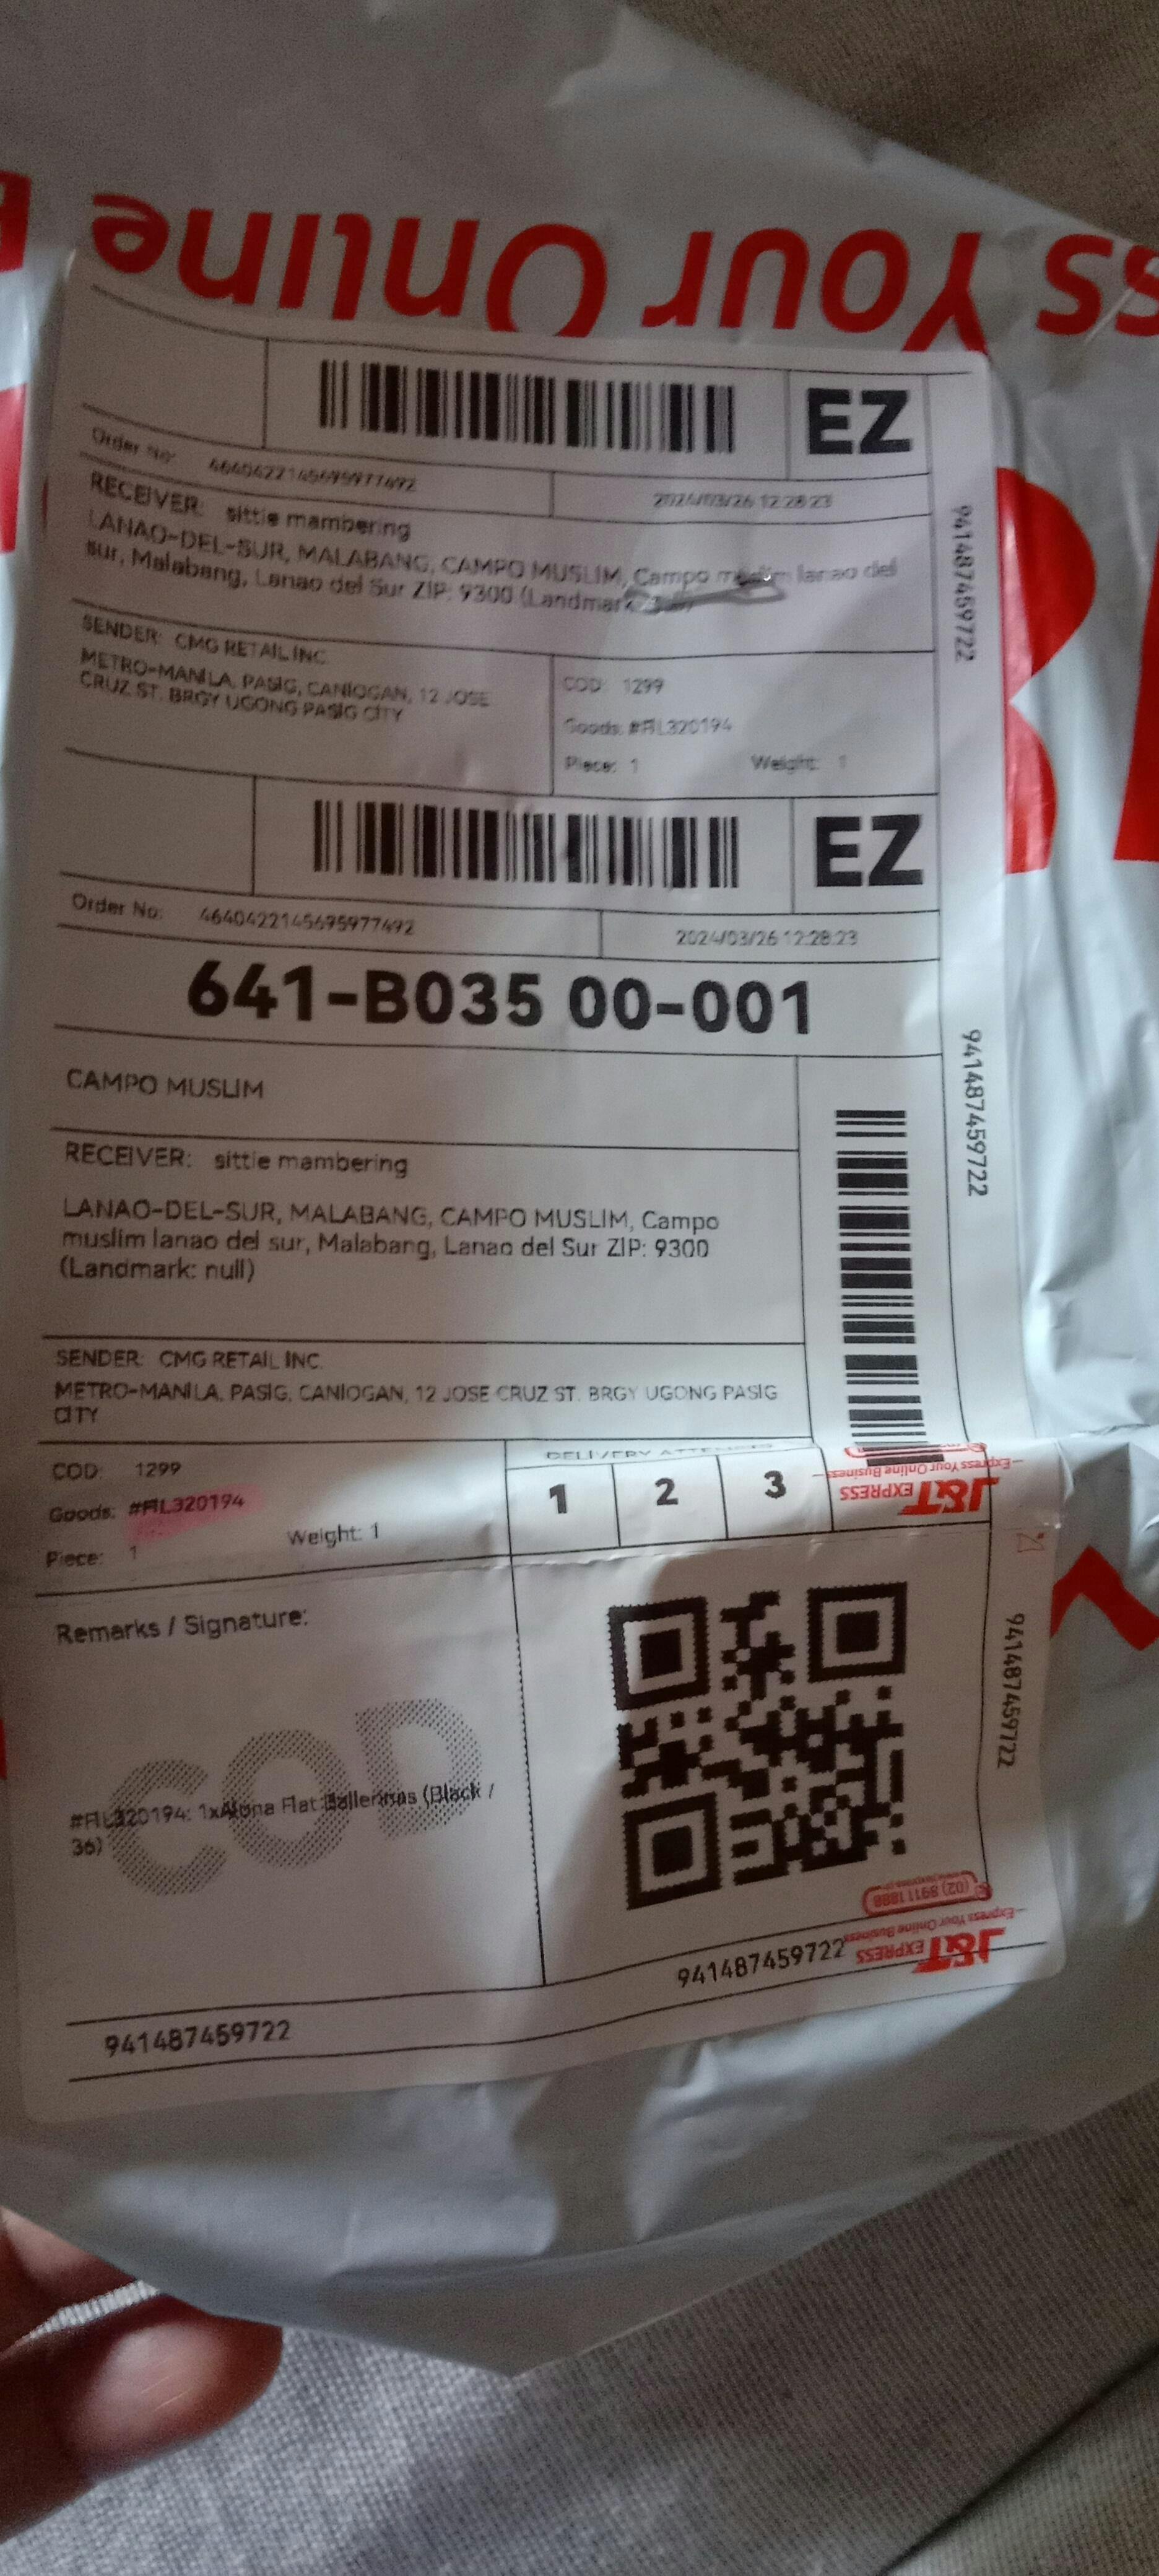 ss Your Online
EZ
Order No: 4640422145695977492
2024/03/26 12:28:23
RECEIVER: sittie mambering
LANAO-DEL-SUR, MALABANG, CAMPO MUSLIM, Campo muslim lanao del
sur, Malabang, Lanao del Sur ZIP: 9300 (Landmark
SENDER: CMG RETAIL INC.
METRO-MANILA, PASIG, CANIOGAN, 12 JOSE
CRUZ ST. BRGY UGONG PASIG CITY
COD: 1299
Goods: #FIL320194
Piece: 1 Weight: 1
941487459722
EZ
Order No: 4640422145695977492
2024/03/26 12:28:23
641-B035 00-001
CAMPO MUSLIM
RECEIVER: sittie mambering
LANAO-DEL-SUR, MALABANG, CAMPO MUSLIM, Campo
muslim lanao del sur, Malabang, Lanao del Sur ZIP: 9300
(Landmark: null)
941487459722
SENDER: CMG RETAIL INC.
METRO-MANILA, PASIG, CANIOGAN, 12 JOSE CRUZ ST. BRGY UGONG PASIG
CITY
COD: 1299
Goods: #FIL320194
Piece: 1 Weight: 1
DELIVERY
1 2 3
Express Your Online Business
J&T EXPRESS
Remarks / Signature:
COD
#FIL320194: 1xAlona Flat Ballerinas (Black /
36)
941487459722
(02) 8911 1888
Express Your Online Business
J&T EXPRESS
941487459722
941487459722